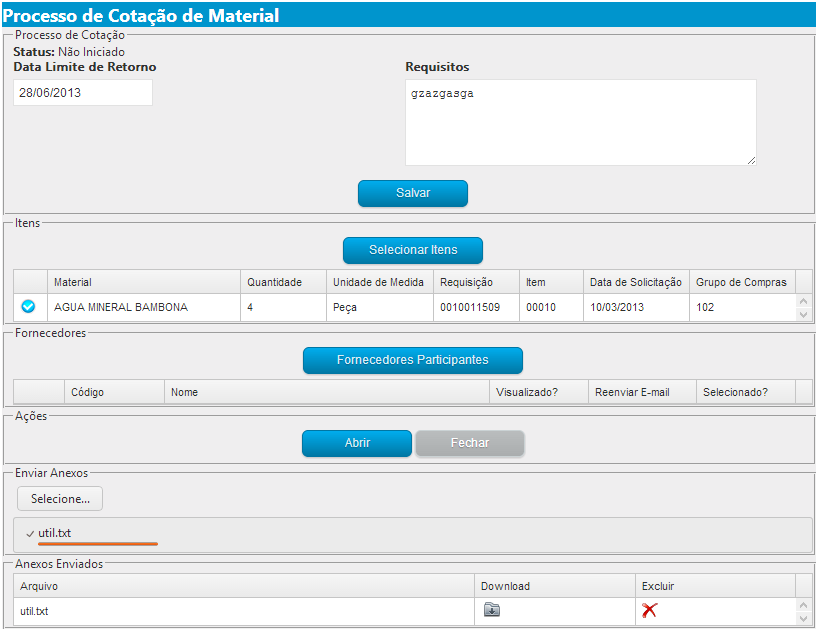 Processo de Cotação de Material
Processo de Cotação
Status: Não Iniciado
Data Limite de Retorno Requisitos
28/06/2013 gzazgasga
Salvar
Itens
Selecionar Itens
Material Quantidade Unidade de Medida Requisição Item Data de Solicitação Grupo de Compras
AGUA MINERAL BAMBONA 4 Peça 0010011509 00010 10/03/2013 102
Fornecedores
Fornecedores Participantes
Código Nome Visualizado? Reenviar E-mail Selecionado?
Ações
Abrir Fechar
Enviar Anexos
Selecione...
util.txt
Anexos Enviados
Arquivo Download Excluir
util.txt